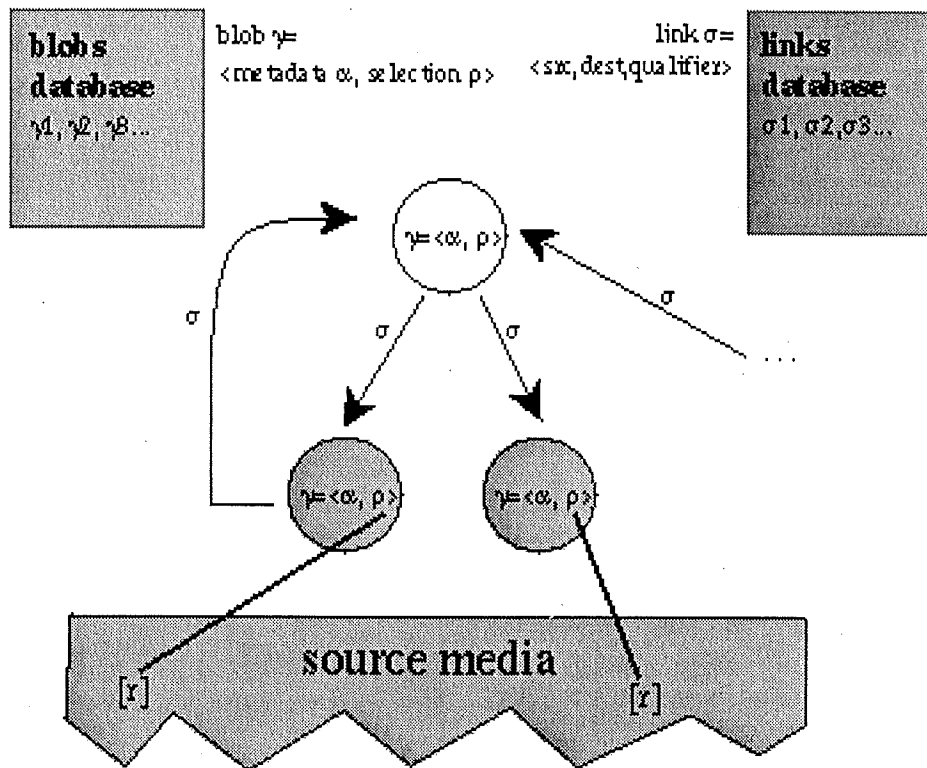 blobs
database
γ1, γ2, γ3...
blob γ=
<metadata α, selection ρ>
link σ=
<src, dest, qualifier>
links
database
σ1, σ2, σ3...
γ=<α, ρ>
σ
σ
σ
σ
...
γ=<α, ρ>
γ=<α, ρ>
source media
[r]
[r]